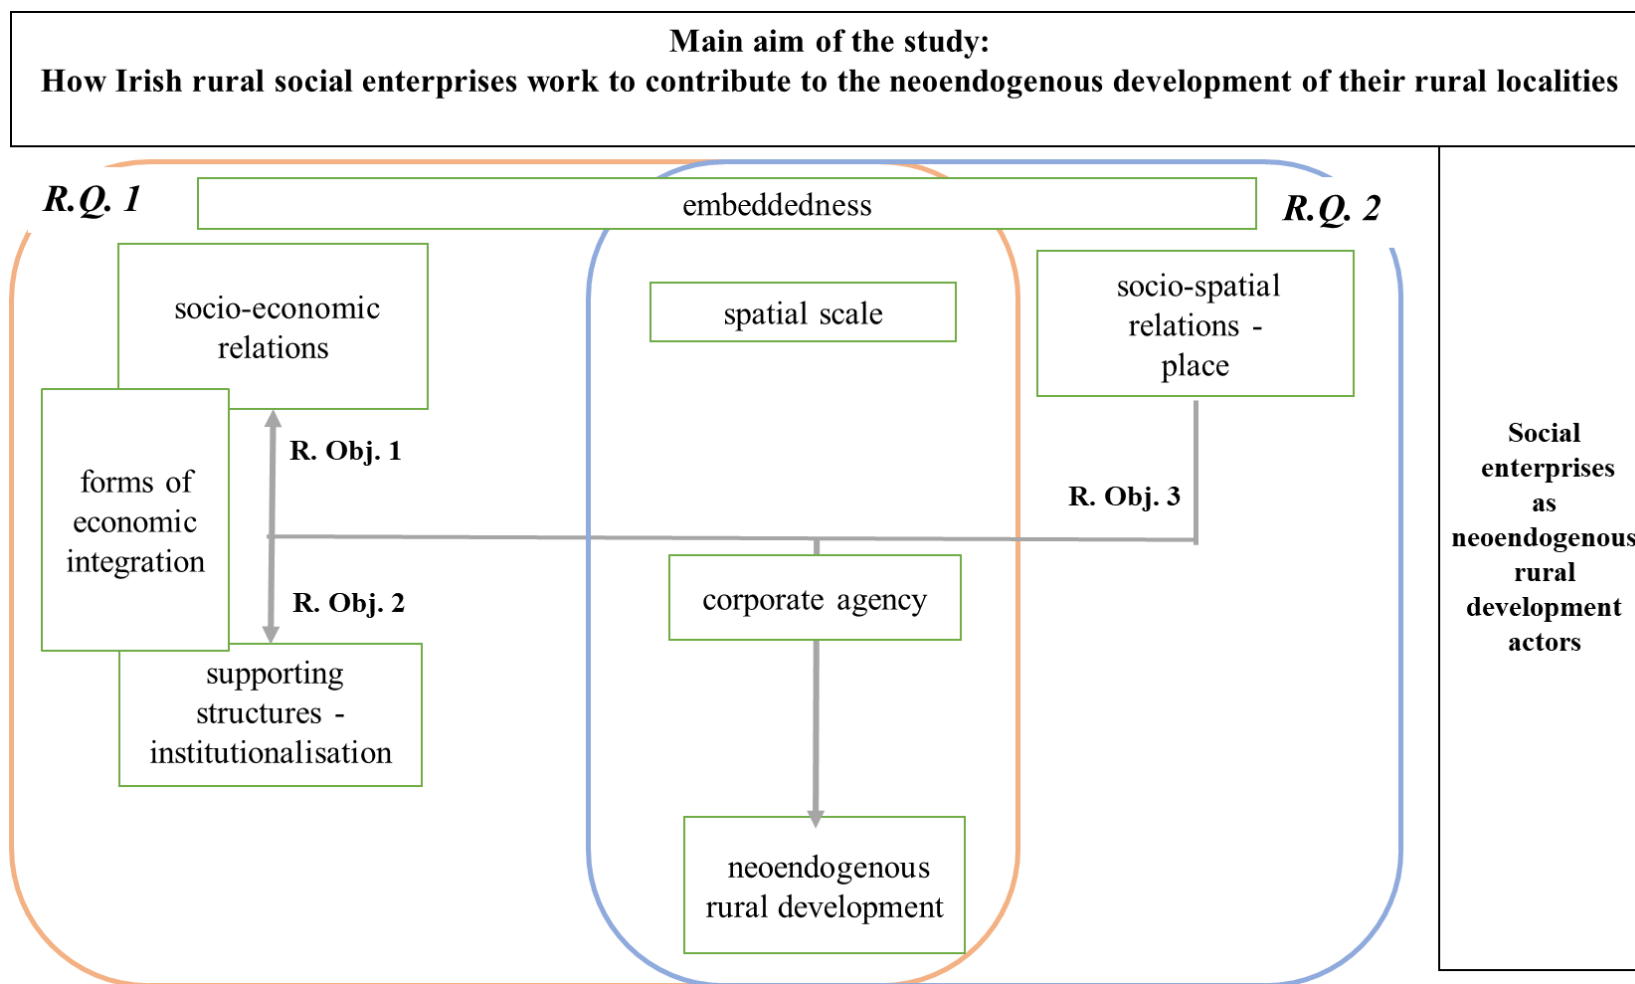 Main aim of the study:
How Irish rural social enterprises work to contribute to the neoendogenous development of their rural localities
R.Q. 1
embeddedness
R.Q. 2
socio-economic
relations
spatial scale
socio-spatial
relations -
place
forms of
economic
integration
R. Obj. 1
R. Obj. 2
R. Obj. 3
corporate agency
supporting
structures -
institutionalisation
neoendogenous
rural development
Social
enterprises
as
neoendogenous
rural
development
actors